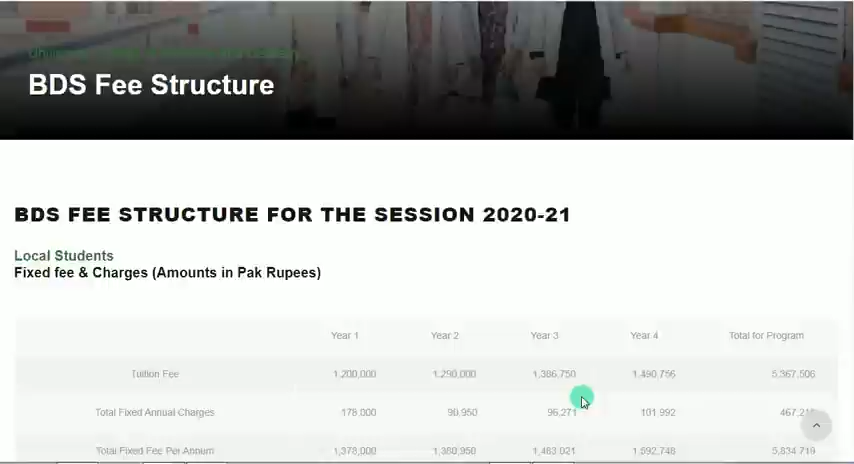 BDS Fee Structure
BDS FEE STRUCTURE FOR THE SESSION 2020-21
Local Students
Fixed fee & Charges (Amounts in Pak Rupees)
Year 1 Year 2 Year 3 Year 4 Total for Program
Tuition Fee 1,200,000 1,290,000 1,386,750 1,490,756 5,367,506
Total Fixed Annual Charges 178,000 90,950 96,271 101,992
Total Fixed Fee Per Annum 1,378,000 1,380,950 1,483,021 1,592,748 5,834,719